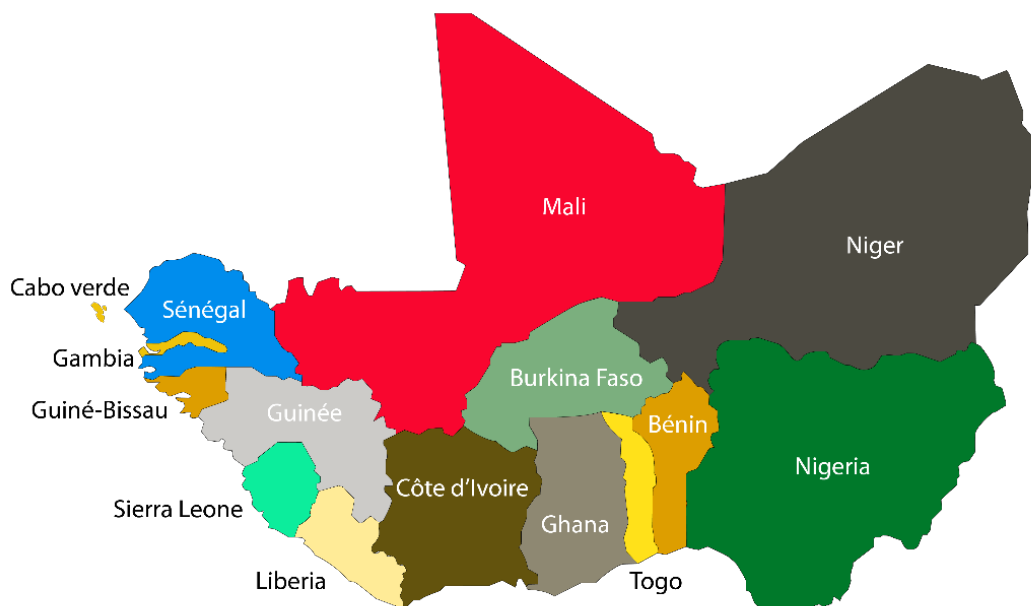 Mali
Niger
Cabo verde
Sénégal
Gambia
Burkina Faso
Guiné-Bissau
Guinée
Bénin
Nigeria
Côte d'Ivoire
Sierra Leone
Ghana
Liberia
Togo